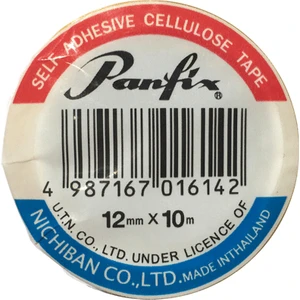 SELF ADHESIVE CELLULOSE TAPE
Panfix®
4 987167 016142
12mm x 10m
U.T.N. CO., LTD. UNDER LICENCE OF
NICHIBAN CO., LTD. MADE IN THAILAND